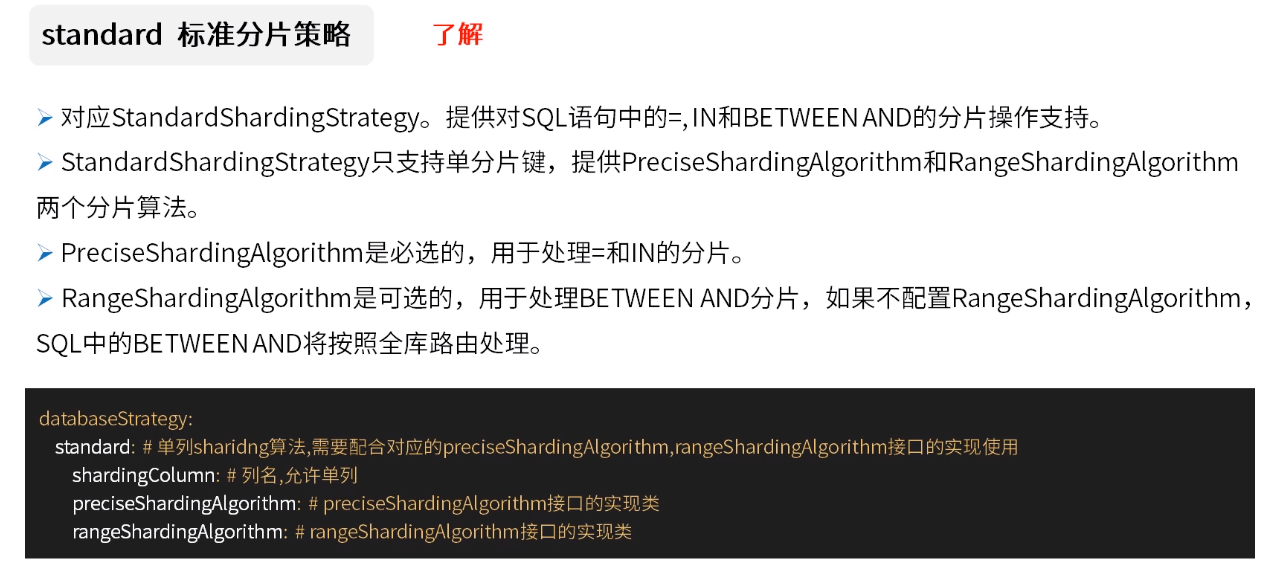 standard 标准分片策略 了解
对应StandardShardingStrategy。提供对SQL语句中的=, IN和BETWEEN AND的分片操作支持。
StandardShardingStrategy只支持单分片键，提供PreciseShardingAlgorithm和RangeShardingAlgorithm
两个分片算法。
PreciseShardingAlgorithm是必选的，用于处理=和IN的分片。
RangeShardingAlgorithm是可选的，用于处理BETWEEN AND分片，如果不配置RangeShardingAlgorithm，
SQL中的BETWEEN AND将按照全库路由处理。
databaseStrategy:
standard: # 单列sharidng算法,需要配合对应的preciseShardingAlgorithm,rangeShardingAlgorithm接口的实现使用
shardingColumn: # 列名,允许单列
preciseShardingAlgorithm: # preciseShardingAlgorithm接口的实现类
rangeShardingAlgorithm: # rangeShardingAlgorithm接口的实现类